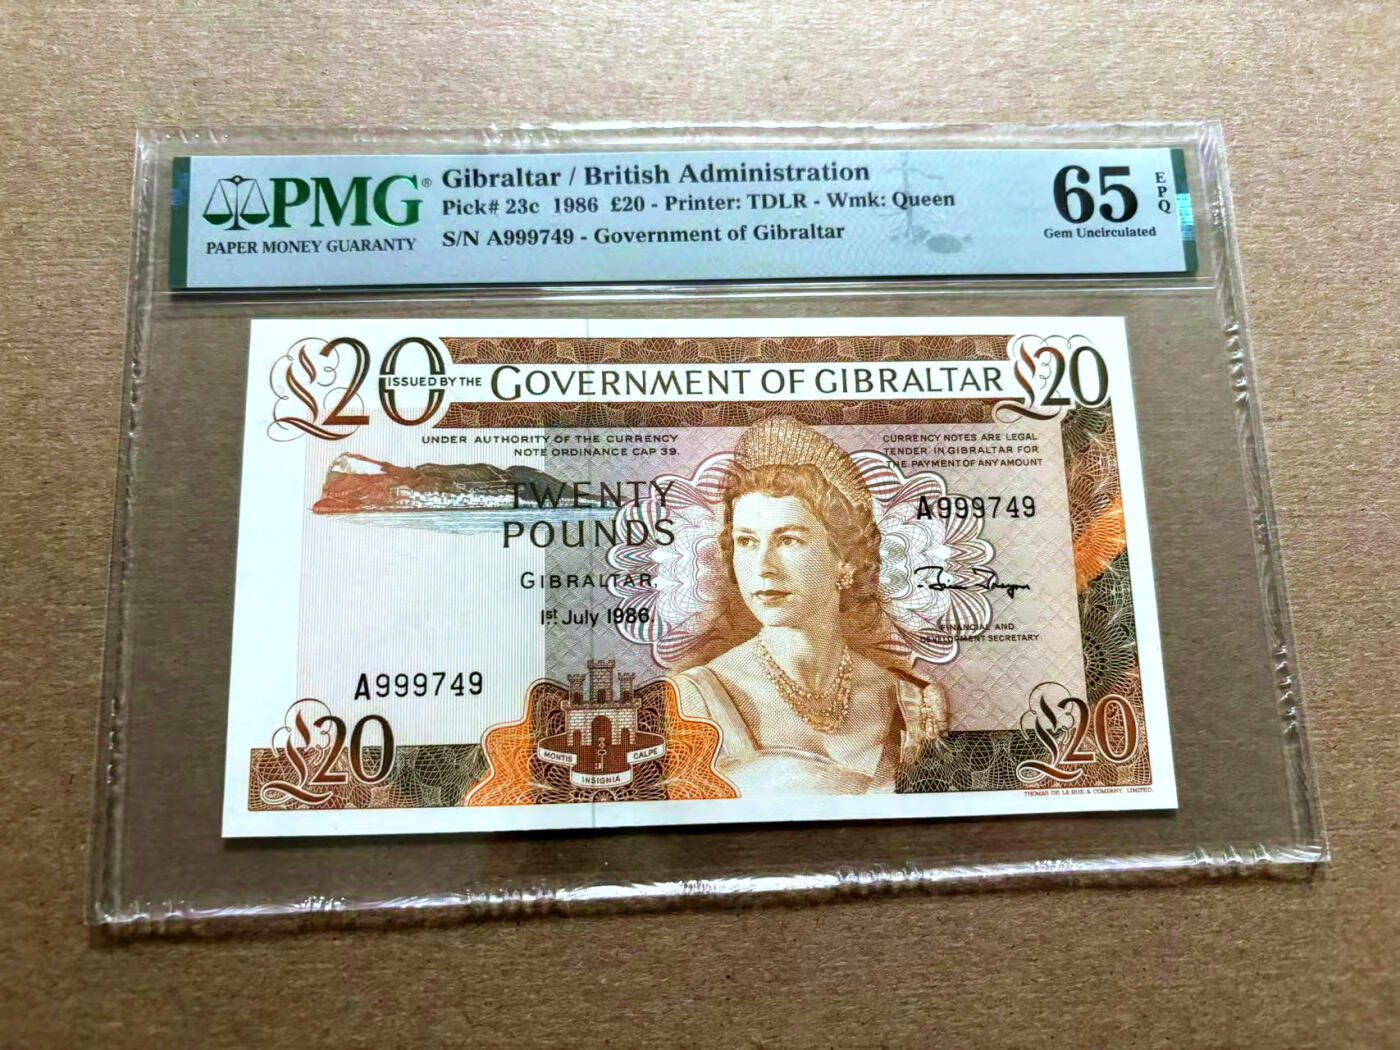 PMG®
PAPER MONEY GUARANTY
Gibraltar / British Administration
Pick# 23c 1986 £20 - Printer: TDLR - Wmk: Queen
S/N A999749 - Government of Gibraltar
65
EPQ
Gem Uncirculated
£20
ISSUED BY THE GOVERNMENT OF GIBRALTAR
£20
UNDER AUTHORITY OF THE CURRENCY
NOTE ORDINANCE CAP 39.
CURRENCY NOTES ARE LEGAL
TENDER IN GIBRALTAR FOR
THE PAYMENT OF ANY AMOUNT
TWENTY
POUNDS
A999749
GIBRALTAR,
1st July 1986.
FINANCIAL AND
DEVELOPMENT SECRETARY
A999749
£20
MONTIS INSIGNIA CALPE
£20
THOMAS DE LA RUE & COMPANY, LIMITED.